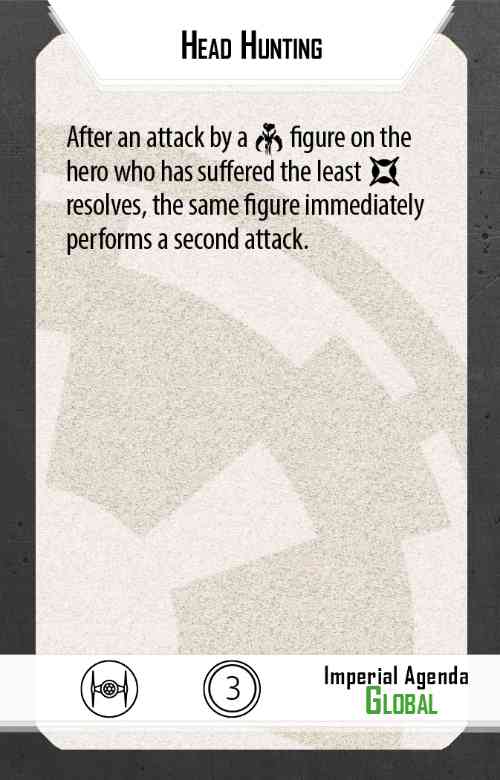 Head Hunting
After an attack by a figure on the
hero who has suffered the least
resolves, the same figure immediately
performs a second attack.
3
Imperial Agenda
Global